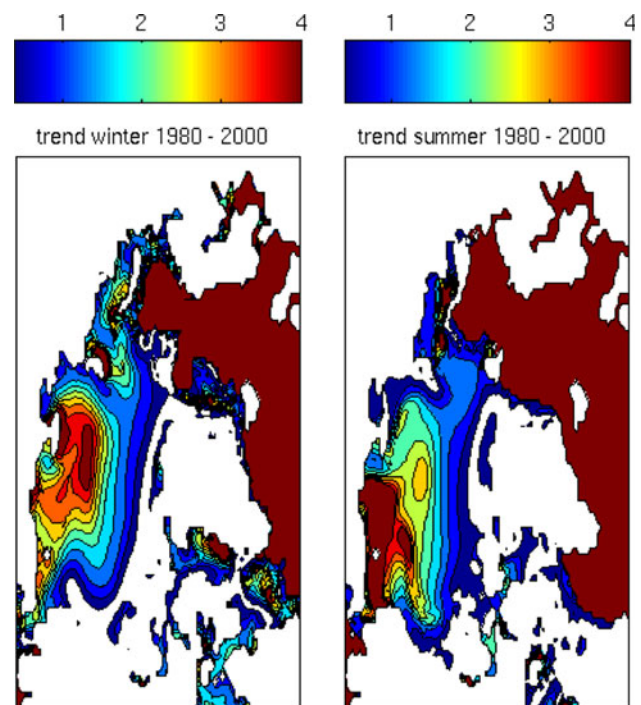 1 2 3 4
1 2 3 4
trend winter 1980 - 2000
trend summer 1980 - 2000